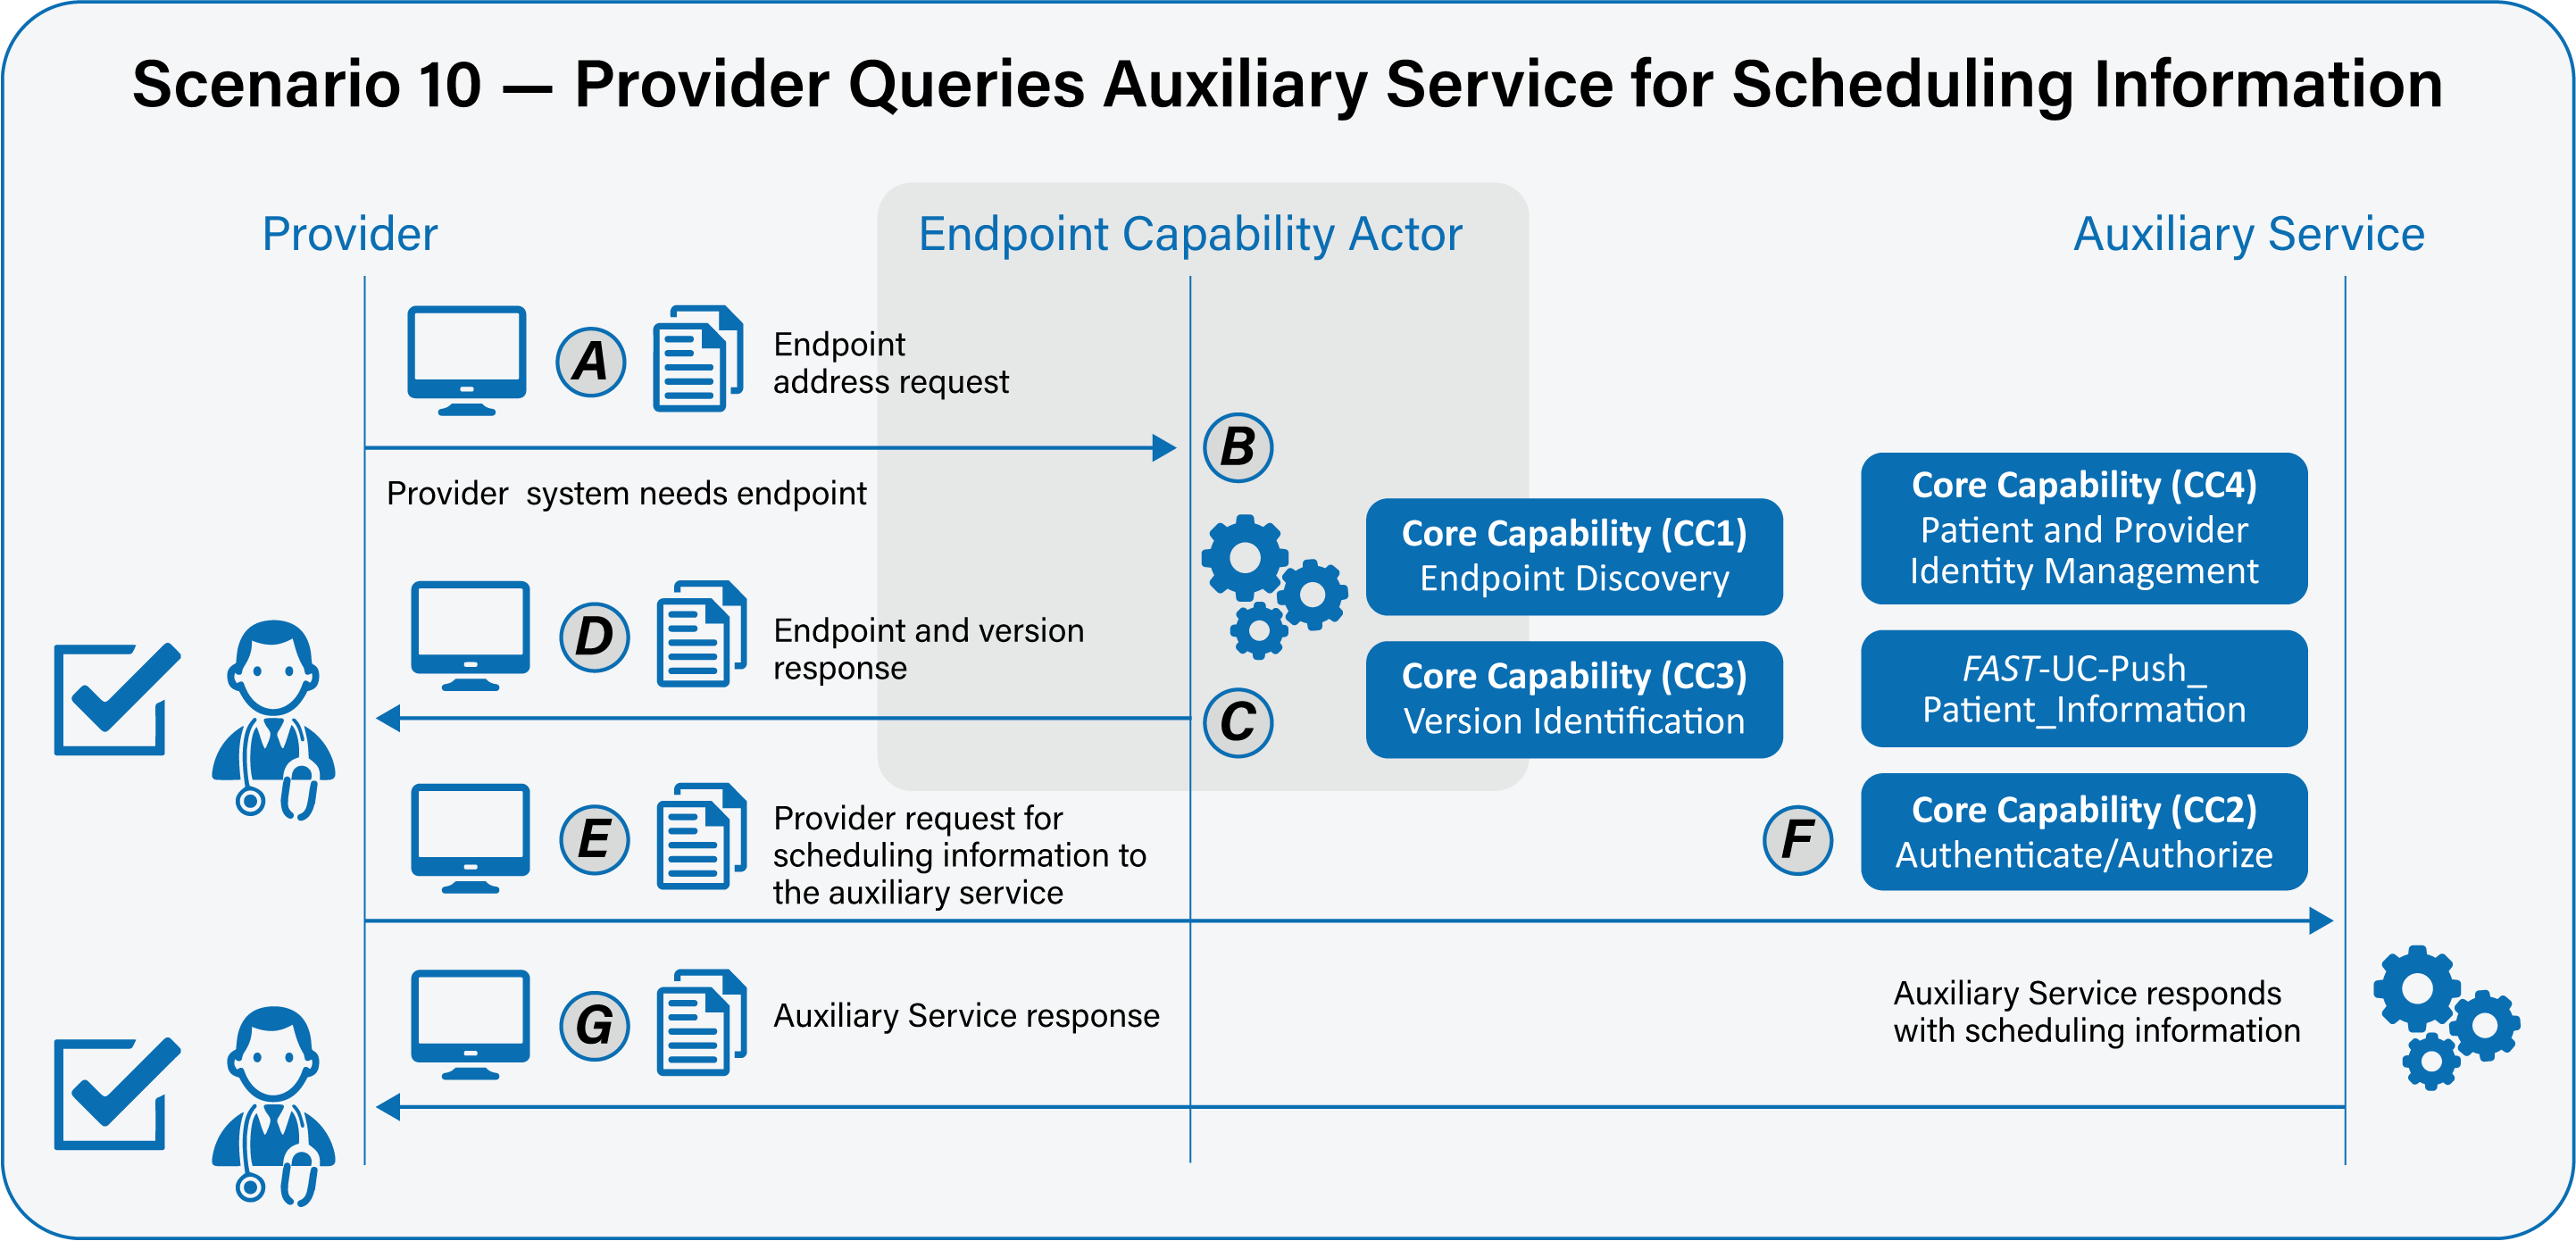 Scenario 10 — Provider Queries Auxiliary Service for Scheduling Information
Provider
Endpoint Capability Actor
Auxiliary Service
A
Endpoint
address request
B
Provider system needs endpoint
Core Capability (CC1)
Endpoint Discovery
Core Capability (CC4)
Patient and Provider
Identity Management
D
Endpoint and version
response
C
Core Capability (CC3)
Version Identification
FAST-UC-Push_
Patient_Information
E
Provider request for
scheduling information to
the auxiliary service
F
Core Capability (CC2)
Authenticate/Authorize
G
Auxiliary Service response
Auxiliary Service responds
with scheduling information